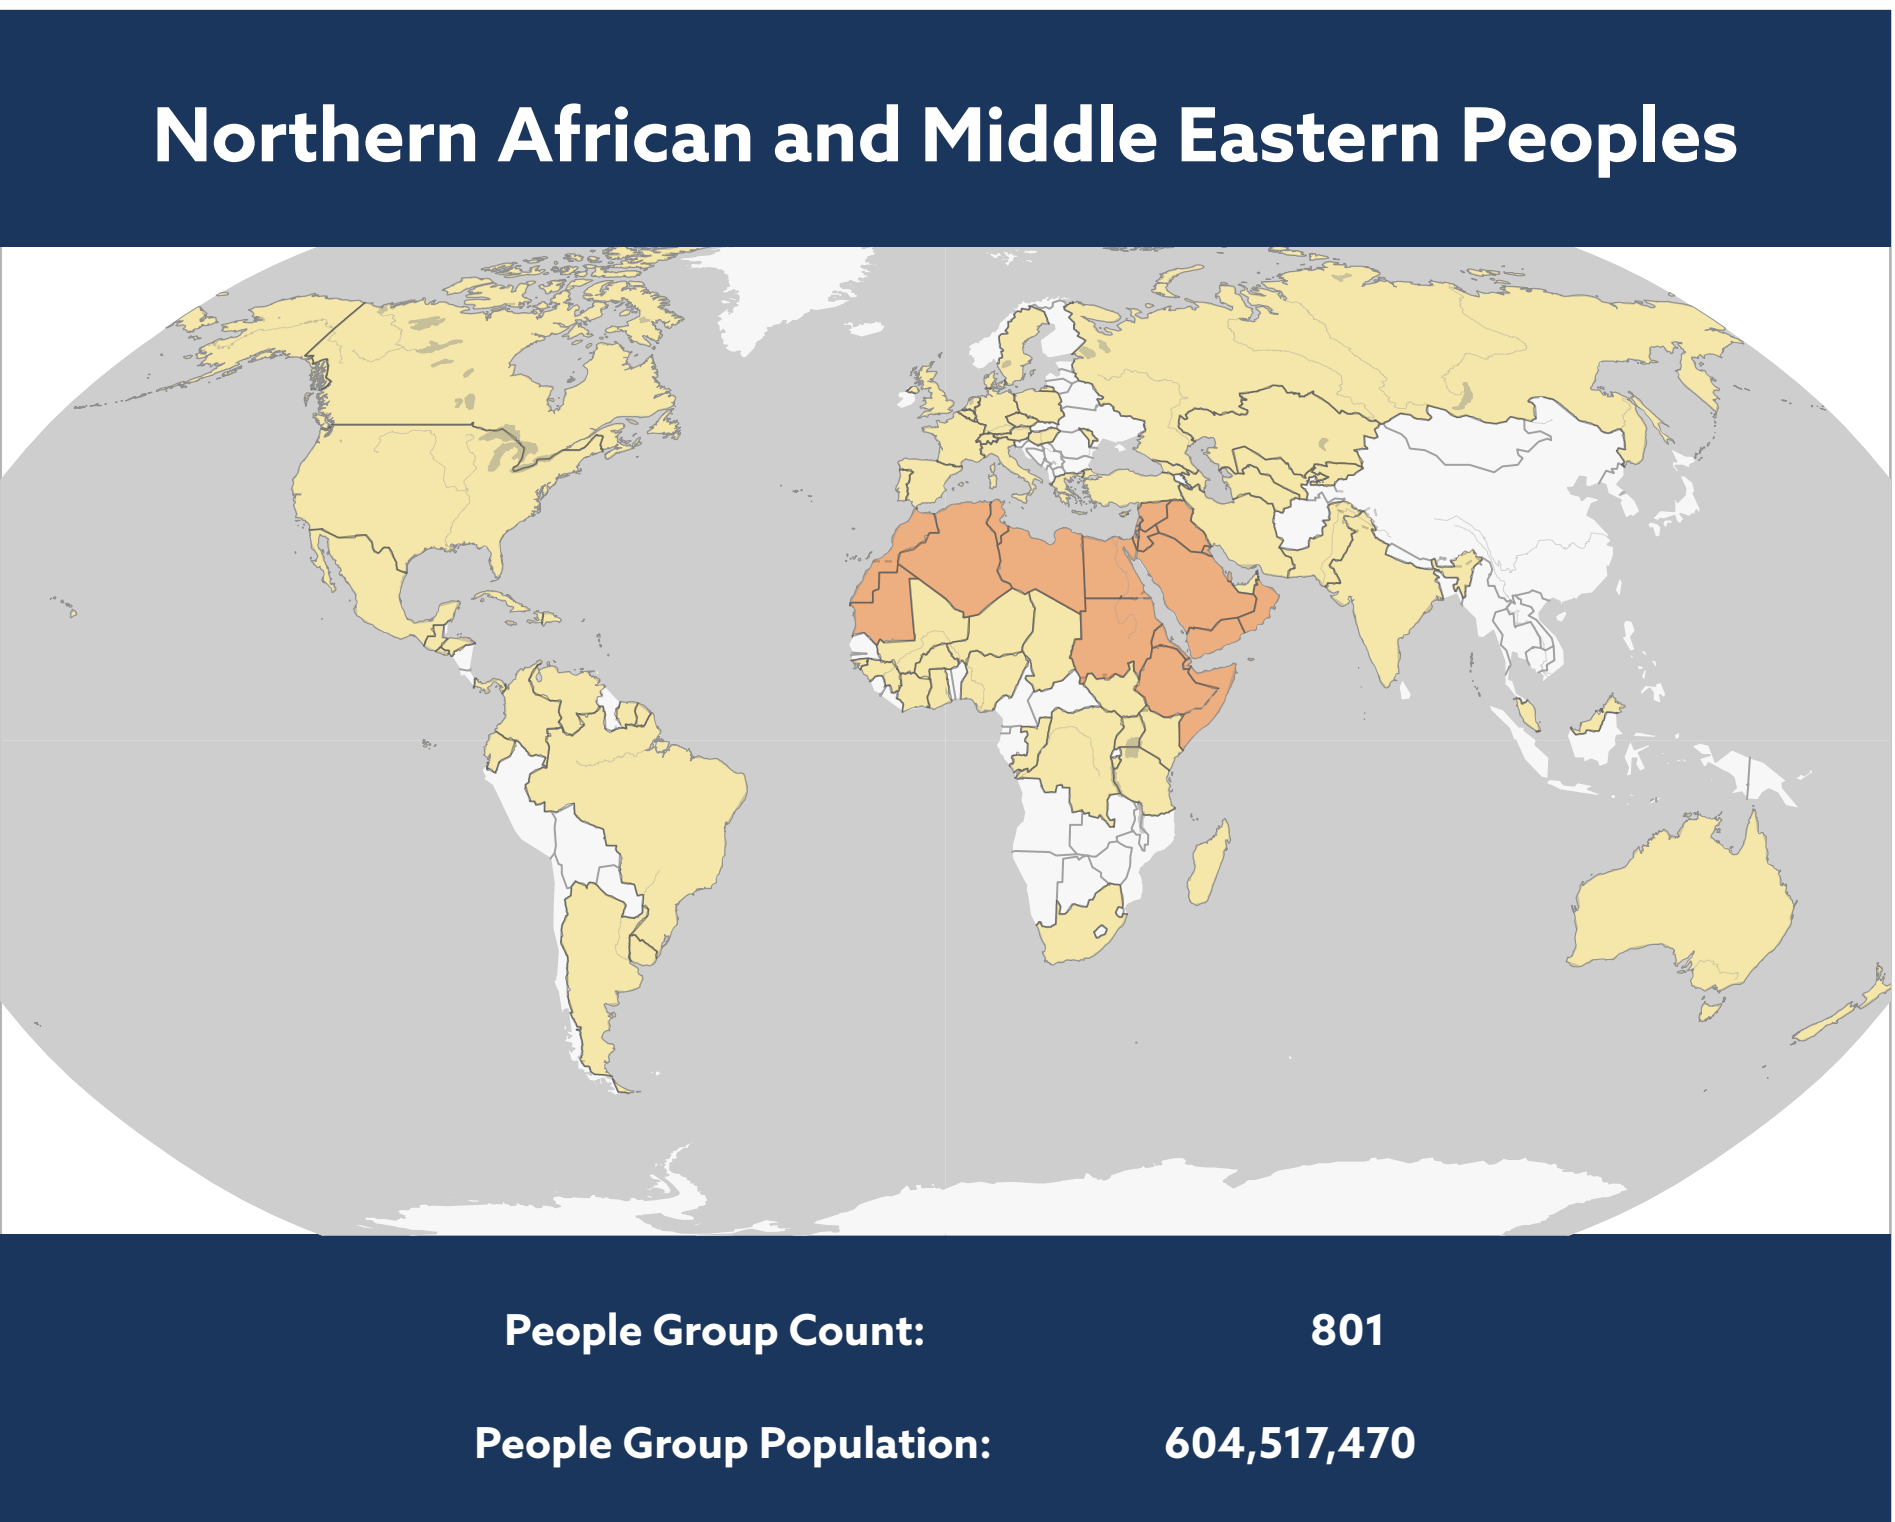 Northern African and Middle Eastern Peoples
People Group Count: 801
People Group Population: 604,517,470